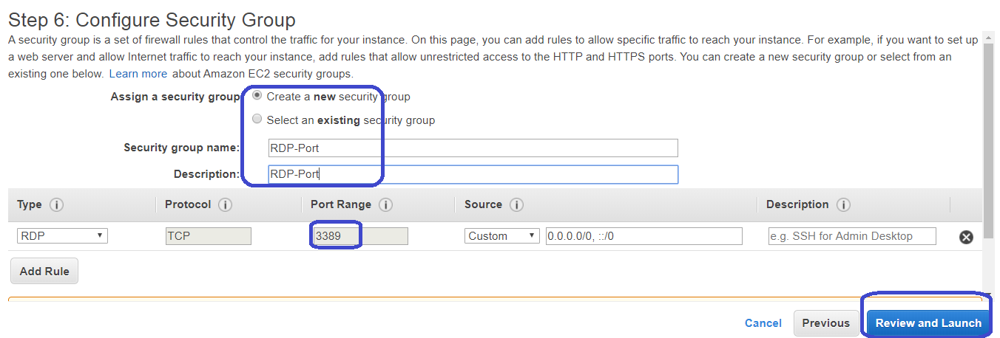 Step 6: Configure Security Group
A security group is a set of firewall rules that control the traffic for your instance. On this page, you can add rules to allow specific traffic to reach your instance. For example, if you want to set up
a web server and allow Internet traffic to reach your instance, add rules that allow unrestricted access to the HTTP and HTTPS ports. You can create a new security group or select from an
existing one below. Learn more about Amazon EC2 security groups.
Assign a security group: Create a new security group
Select an existing security group
Security group name: RDP-Port
Description: RDP-Port
Type i Protocol i Port Range i Source i Description i
RDP TCP 3389 Custom 0.0.0.0/0, ::/0 e.g. SSH for Admin Desktop
Add Rule
Cancel Previous Review and Launch